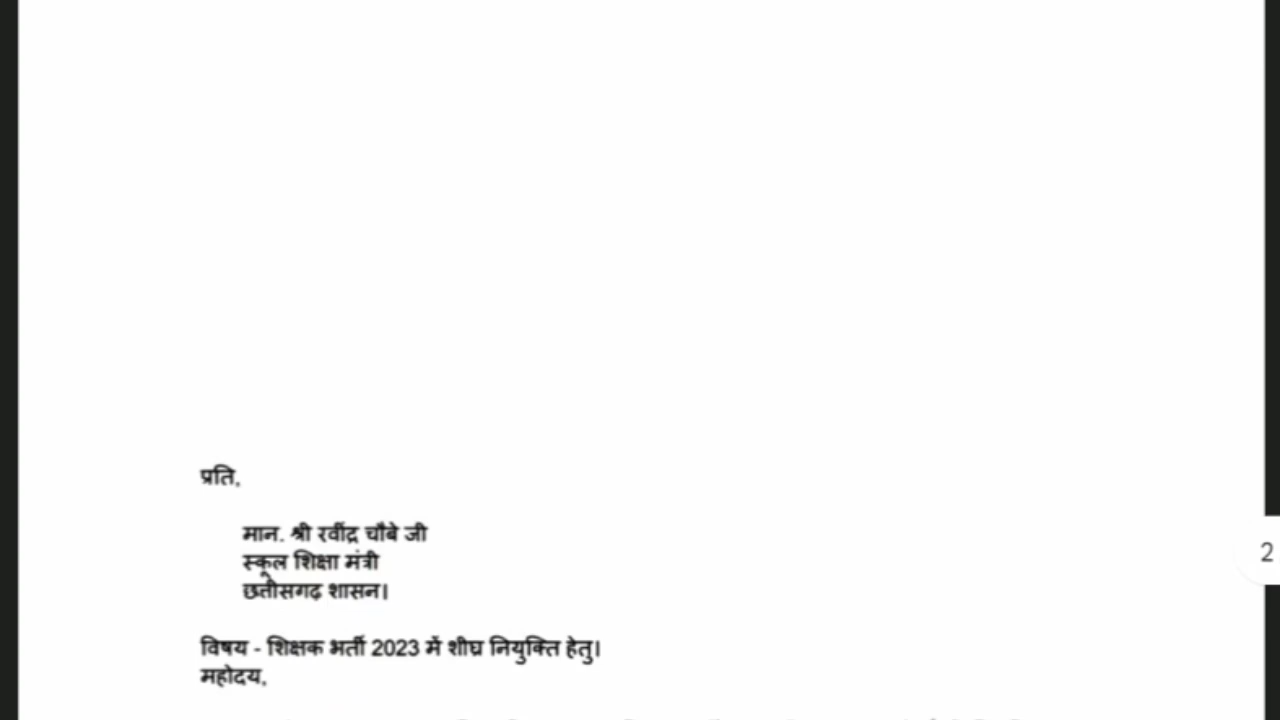 प्रति,
मान. श्री रवींद्र चौबे जी
स्कूल शिक्षा मंत्री
छत्तीसगढ़ शासन।
विषय - शिक्षक भर्ती 2023 में शीघ्र नियुक्ति हेतु।
महोदय,
2